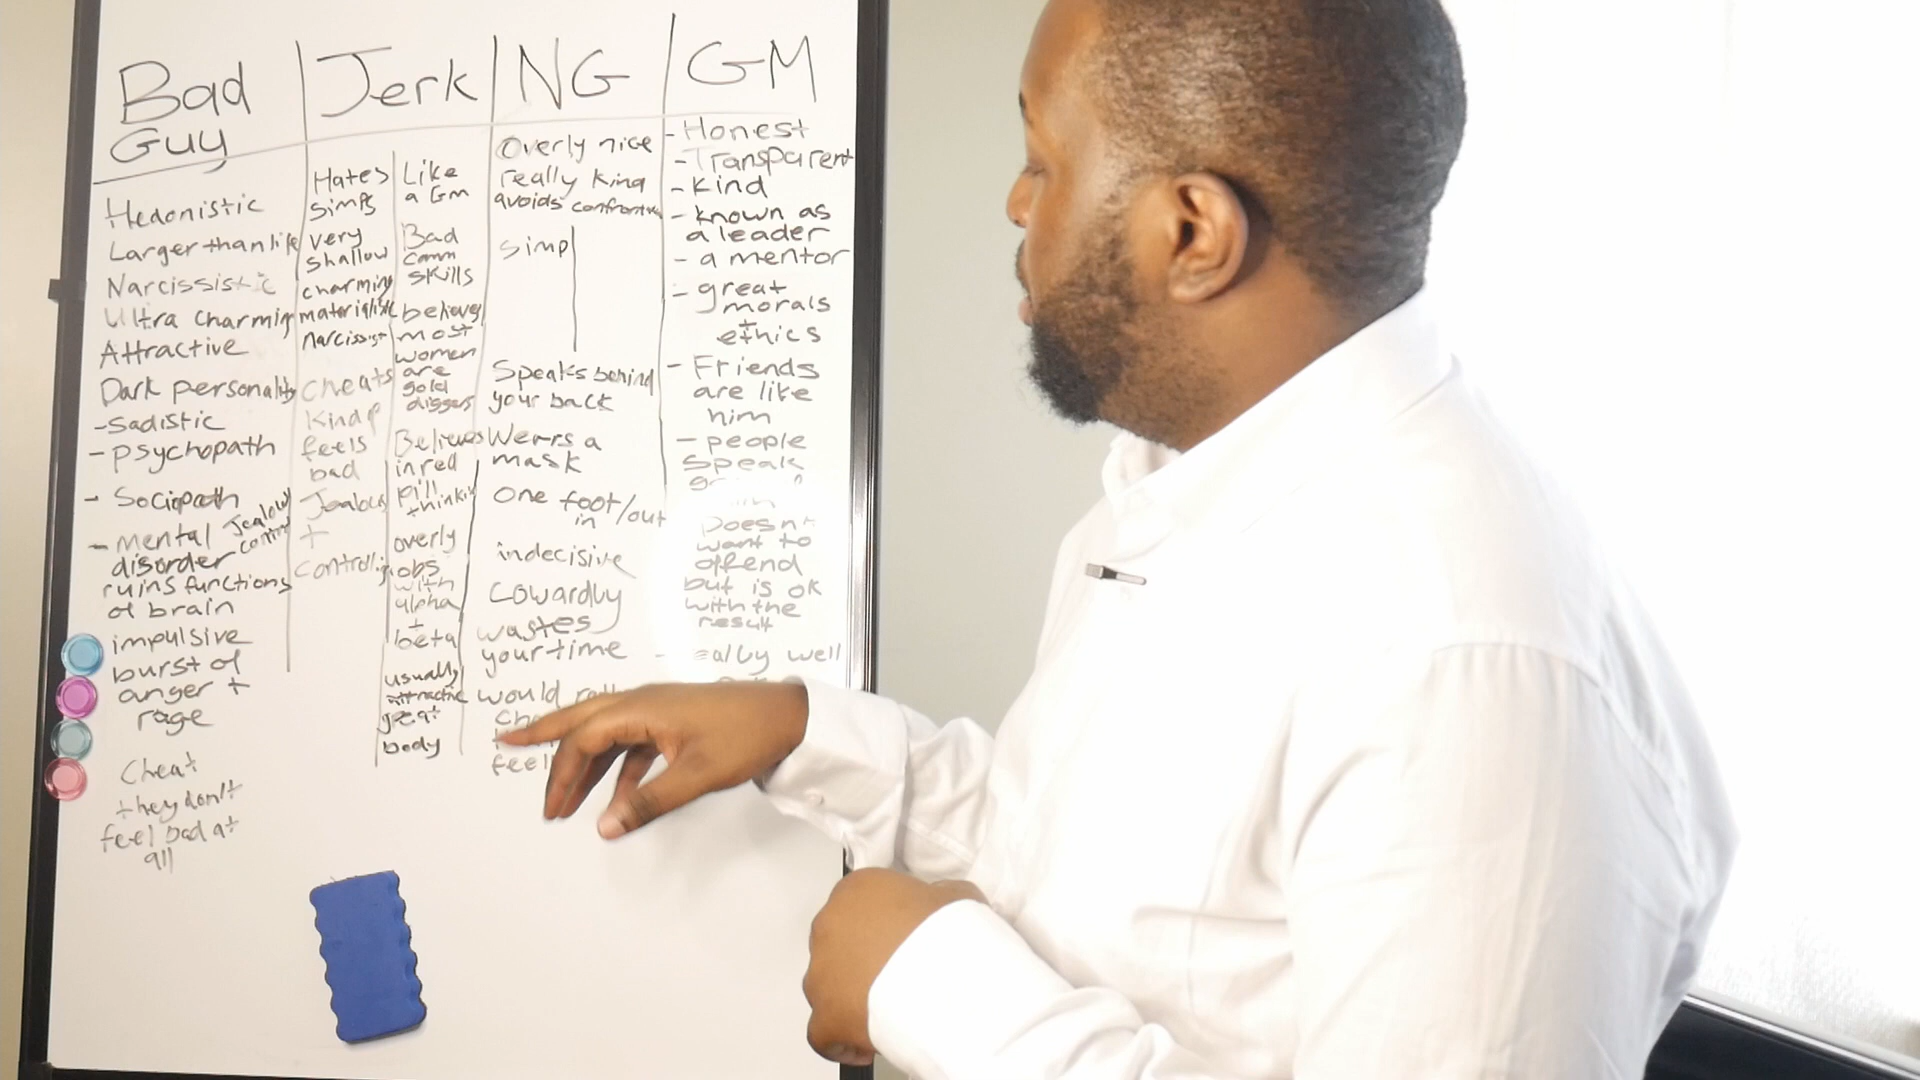 Bad
Guy
Hedonistic
Larger than life
Narcissistic
Ultra charming
Attractive
Dark personality
-Sadistic
-psychopath
- Sociopath
- mental
Jealous
control
disorder
ruins functions
of brain
impulsive
burst of
anger +
rage
Cheat
they don't
feel bad at
all
Jerk
Hates
simps
very
shallow
charming
materialistic
narcissist
cheats
kind of
feels
bad
Jealous
+
controlling
Like
a Gm
Bad
comm
skills
believes
most
women
are
gold
diggers
Believes
in red
pill
thinking
overly
obs
with
alpha
+
beta
usually
attractive
great
body
NG
Overly nice
really kind
avoids
simp
Speaks behind
your back
Wears a
mask
One foot/out
in
indecisive
Cowardly
wastes
your time
would
GM
-Honest
-Transparent
-Kind
- known as
a leader
- a mentor
- great
morals
+
ethics
- Friends
are like
him
- people
speak
Doesn't
want to
offend
but is ok
with the
result
well